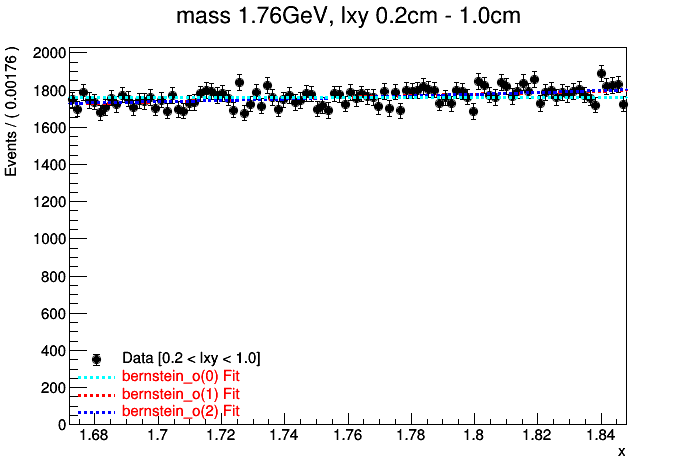 mass 1.76GeV, lxy 0.2cm - 1.0cm
Events / ( 0.00176 )
2000
1800
1600
1400
1200
1000
800
600
400
200
0
Data [0.2 < lxy < 1.0]
bernstein_o(0) Fit
bernstein_o(1) Fit
bernstein_o(2) Fit
1.68 1.7 1.72 1.74 1.76 1.78 1.8 1.82 1.84
x